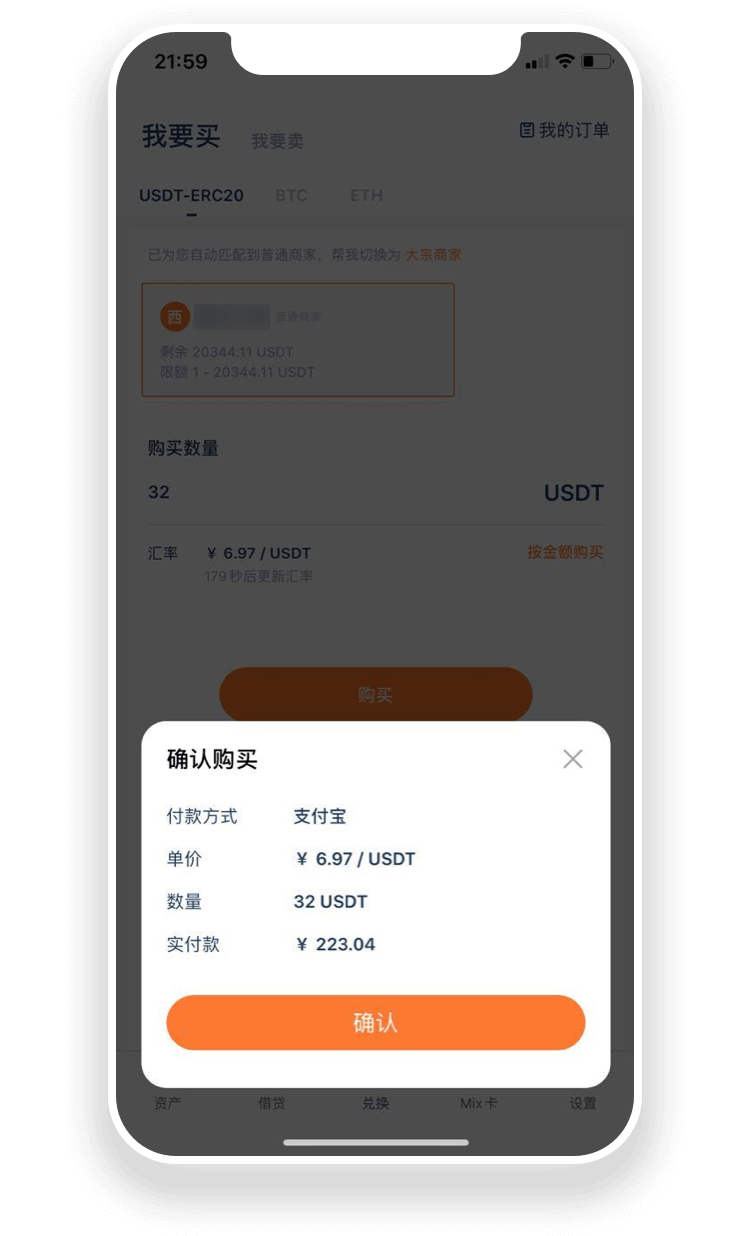 21:59
我要买 我要卖 我的订单
USDT-ERC20 BTC ETH
已为您自动匹配到普通商家，帮我切换为 大宗商家
西 普通商家
剩余 20344.11 USDT
限额 1 - 20344.11 USDT
购买数量
32 USDT
汇率 ￥ 6.97 / USDT 按金额购买
179 秒后更新汇率
购买
确认购买
付款方式 支付宝
单价 ￥ 6.97 / USDT
数量 32 USDT
实付款 ￥ 223.04
确认
资产 借贷 兑换 Mix 卡 设置